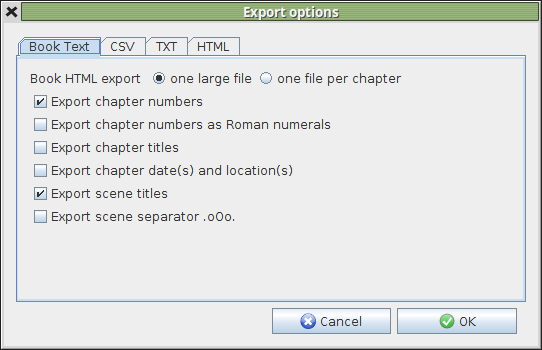 Export options
Book Text CSV TXT HTML
Book HTML export one large file one file per chapter
Export chapter numbers
Export chapter numbers as Roman numerals
Export chapter titles
Export chapter date(s) and location(s)
Export scene titles
Export scene separator .oOo.
Cancel OK